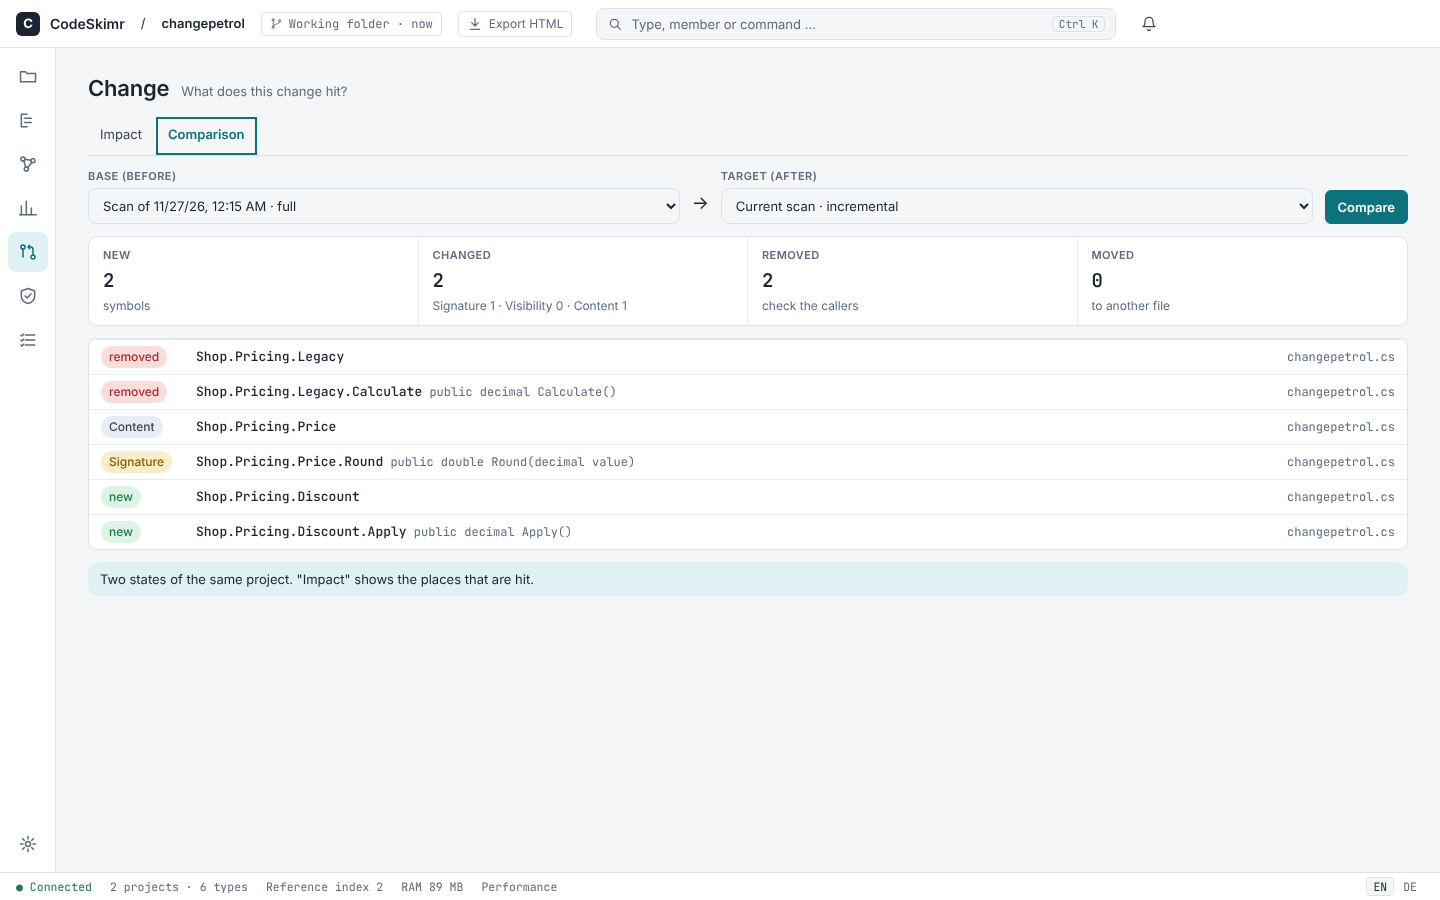 C CodeSkimr / changepetrol Working folder · now Export HTML Type, member or command ... Ctrl K
Change What does this change hit?
Impact Comparison
BASE (BEFORE) TARGET (AFTER)
Scan of 11/27/26, 12:15 AM · full → Current scan · incremental Compare
NEW CHANGED REMOVED MOVED
2 2 2 0
symbols Signature 1 · Visibility 0 · Content 1 check the callers to another file
removed Shop.Pricing.Legacy changepetrol.cs
removed Shop.Pricing.Legacy.Calculate public decimal Calculate() changepetrol.cs
Content Shop.Pricing.Price changepetrol.cs
Signature Shop.Pricing.Price.Round public double Round(decimal value) changepetrol.cs
new Shop.Pricing.Discount changepetrol.cs
new Shop.Pricing.Discount.Apply public decimal Apply() changepetrol.cs
Two states of the same project. "Impact" shows the places that are hit.
Connected 2 projects · 6 types Reference index 2 RAM 89 MB Performance EN DE